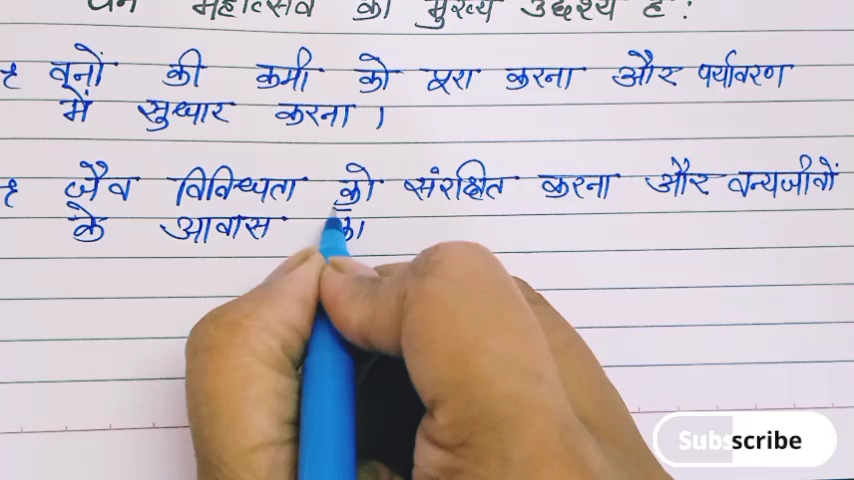 वन महोत्सव का मुख्य उद्देश्य है :
वनों की कमी को पूरा करना और पर्यावरण
में सुधार करना ।
जैव विविधता को संरक्षित करना और वन्यजीवों
के आवास का
Subscribe